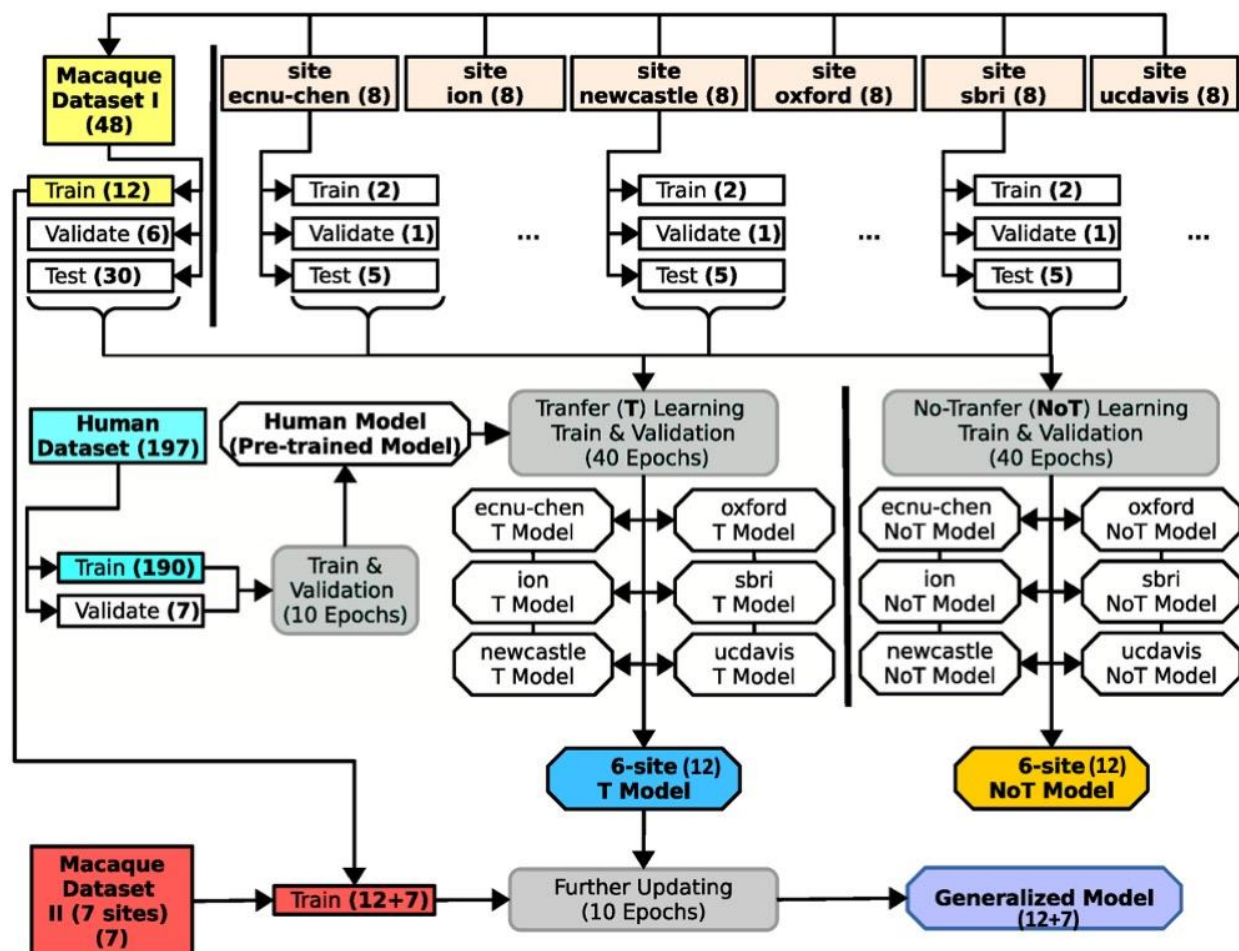 Macaque
Dataset I
(48)
site
ecnu-chen (8)
site
ion (8)
site
newcastle (8)
site
oxford (8)
site
sbri (8)
site
ucdavis (8)
Train (12)
Validate (6)
Test (30)
Train (2)
Validate (1)
Test (5)
...
Train (2)
Validate (1)
Test (5)
...
Train (2)
Validate (1)
Test (5)
...
Human
Dataset (197)
Human Model
(Pre-trained Model)
Tranfer (T) Learning
Train & Validation
(40 Epochs)
No-Tranfer (NoT) Learning
Train & Validation
(40 Epochs)
Train (190)
Validate (7)
Train &
Validation
(10 Epochs)
ecnu-chen
T Model
oxford
T Model
ion
T Model
sbri
T Model
newcastle
T Model
ucdavis
T Model
ecnu-chen
NoT Model
oxford
NoT Model
ion
NoT Model
sbri
NoT Model
newcastle
NoT Model
ucdavis
NoT Model
6-site (12)
T Model
6-site (12)
NoT Model
Macaque
Dataset
II (7 sites)
(7)
Train (12+7)
Further Updating
(10 Epochs)
Generalized Model
(12+7)